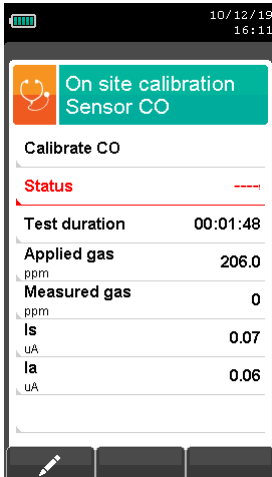 10/12/19
16:11
On site calibration
Sensor CO
Calibrate CO
Status ----
Test duration 00:01:48
Applied gas 206.0
ppm
Measured gas 0
ppm
Is 0.07
uA
Ia 0.06
uA